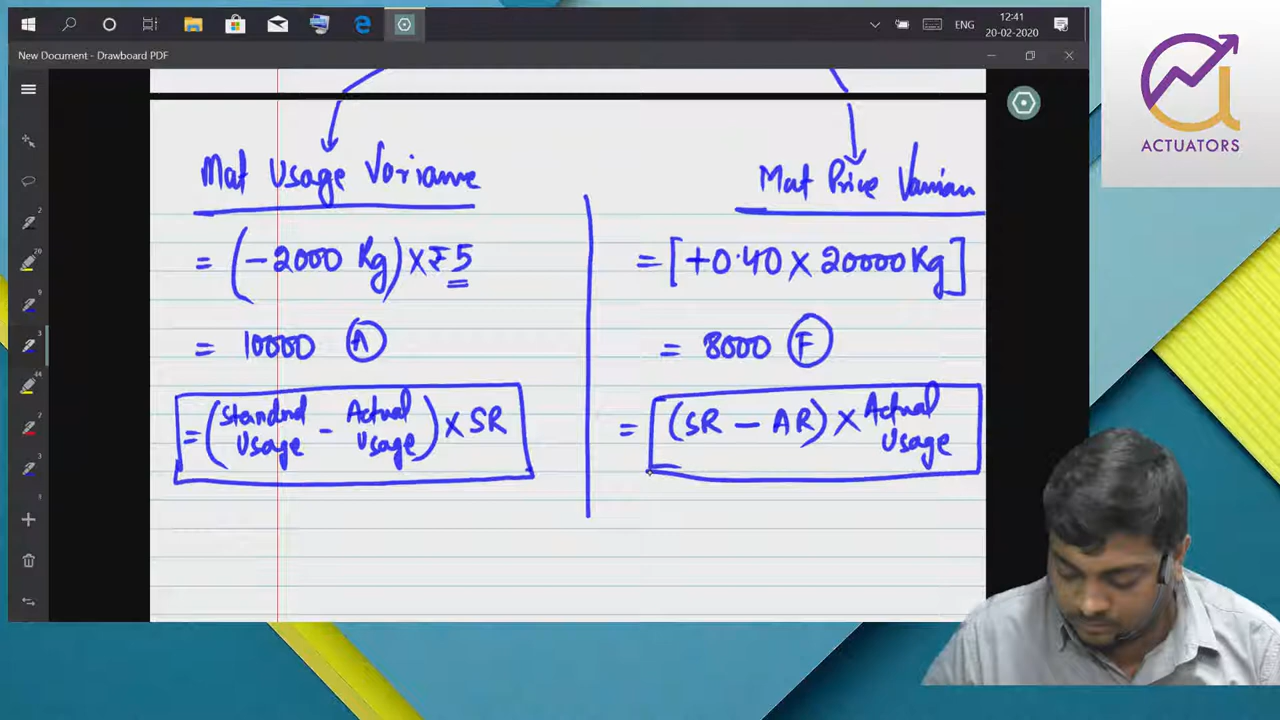 12:41
ENG
20-02-2020
New Document - Drawboard PDF
ACTUATORS
Mat Usage Variance
= (-2000 Kg) × ₹5
= 10000 (A)
= (Standard Usage - Actual Usage) × SR
Mat Price Varian
= [+0.40 × 20000 Kg]
= 8000 (F)
= (SR - AR) × Actual Usage